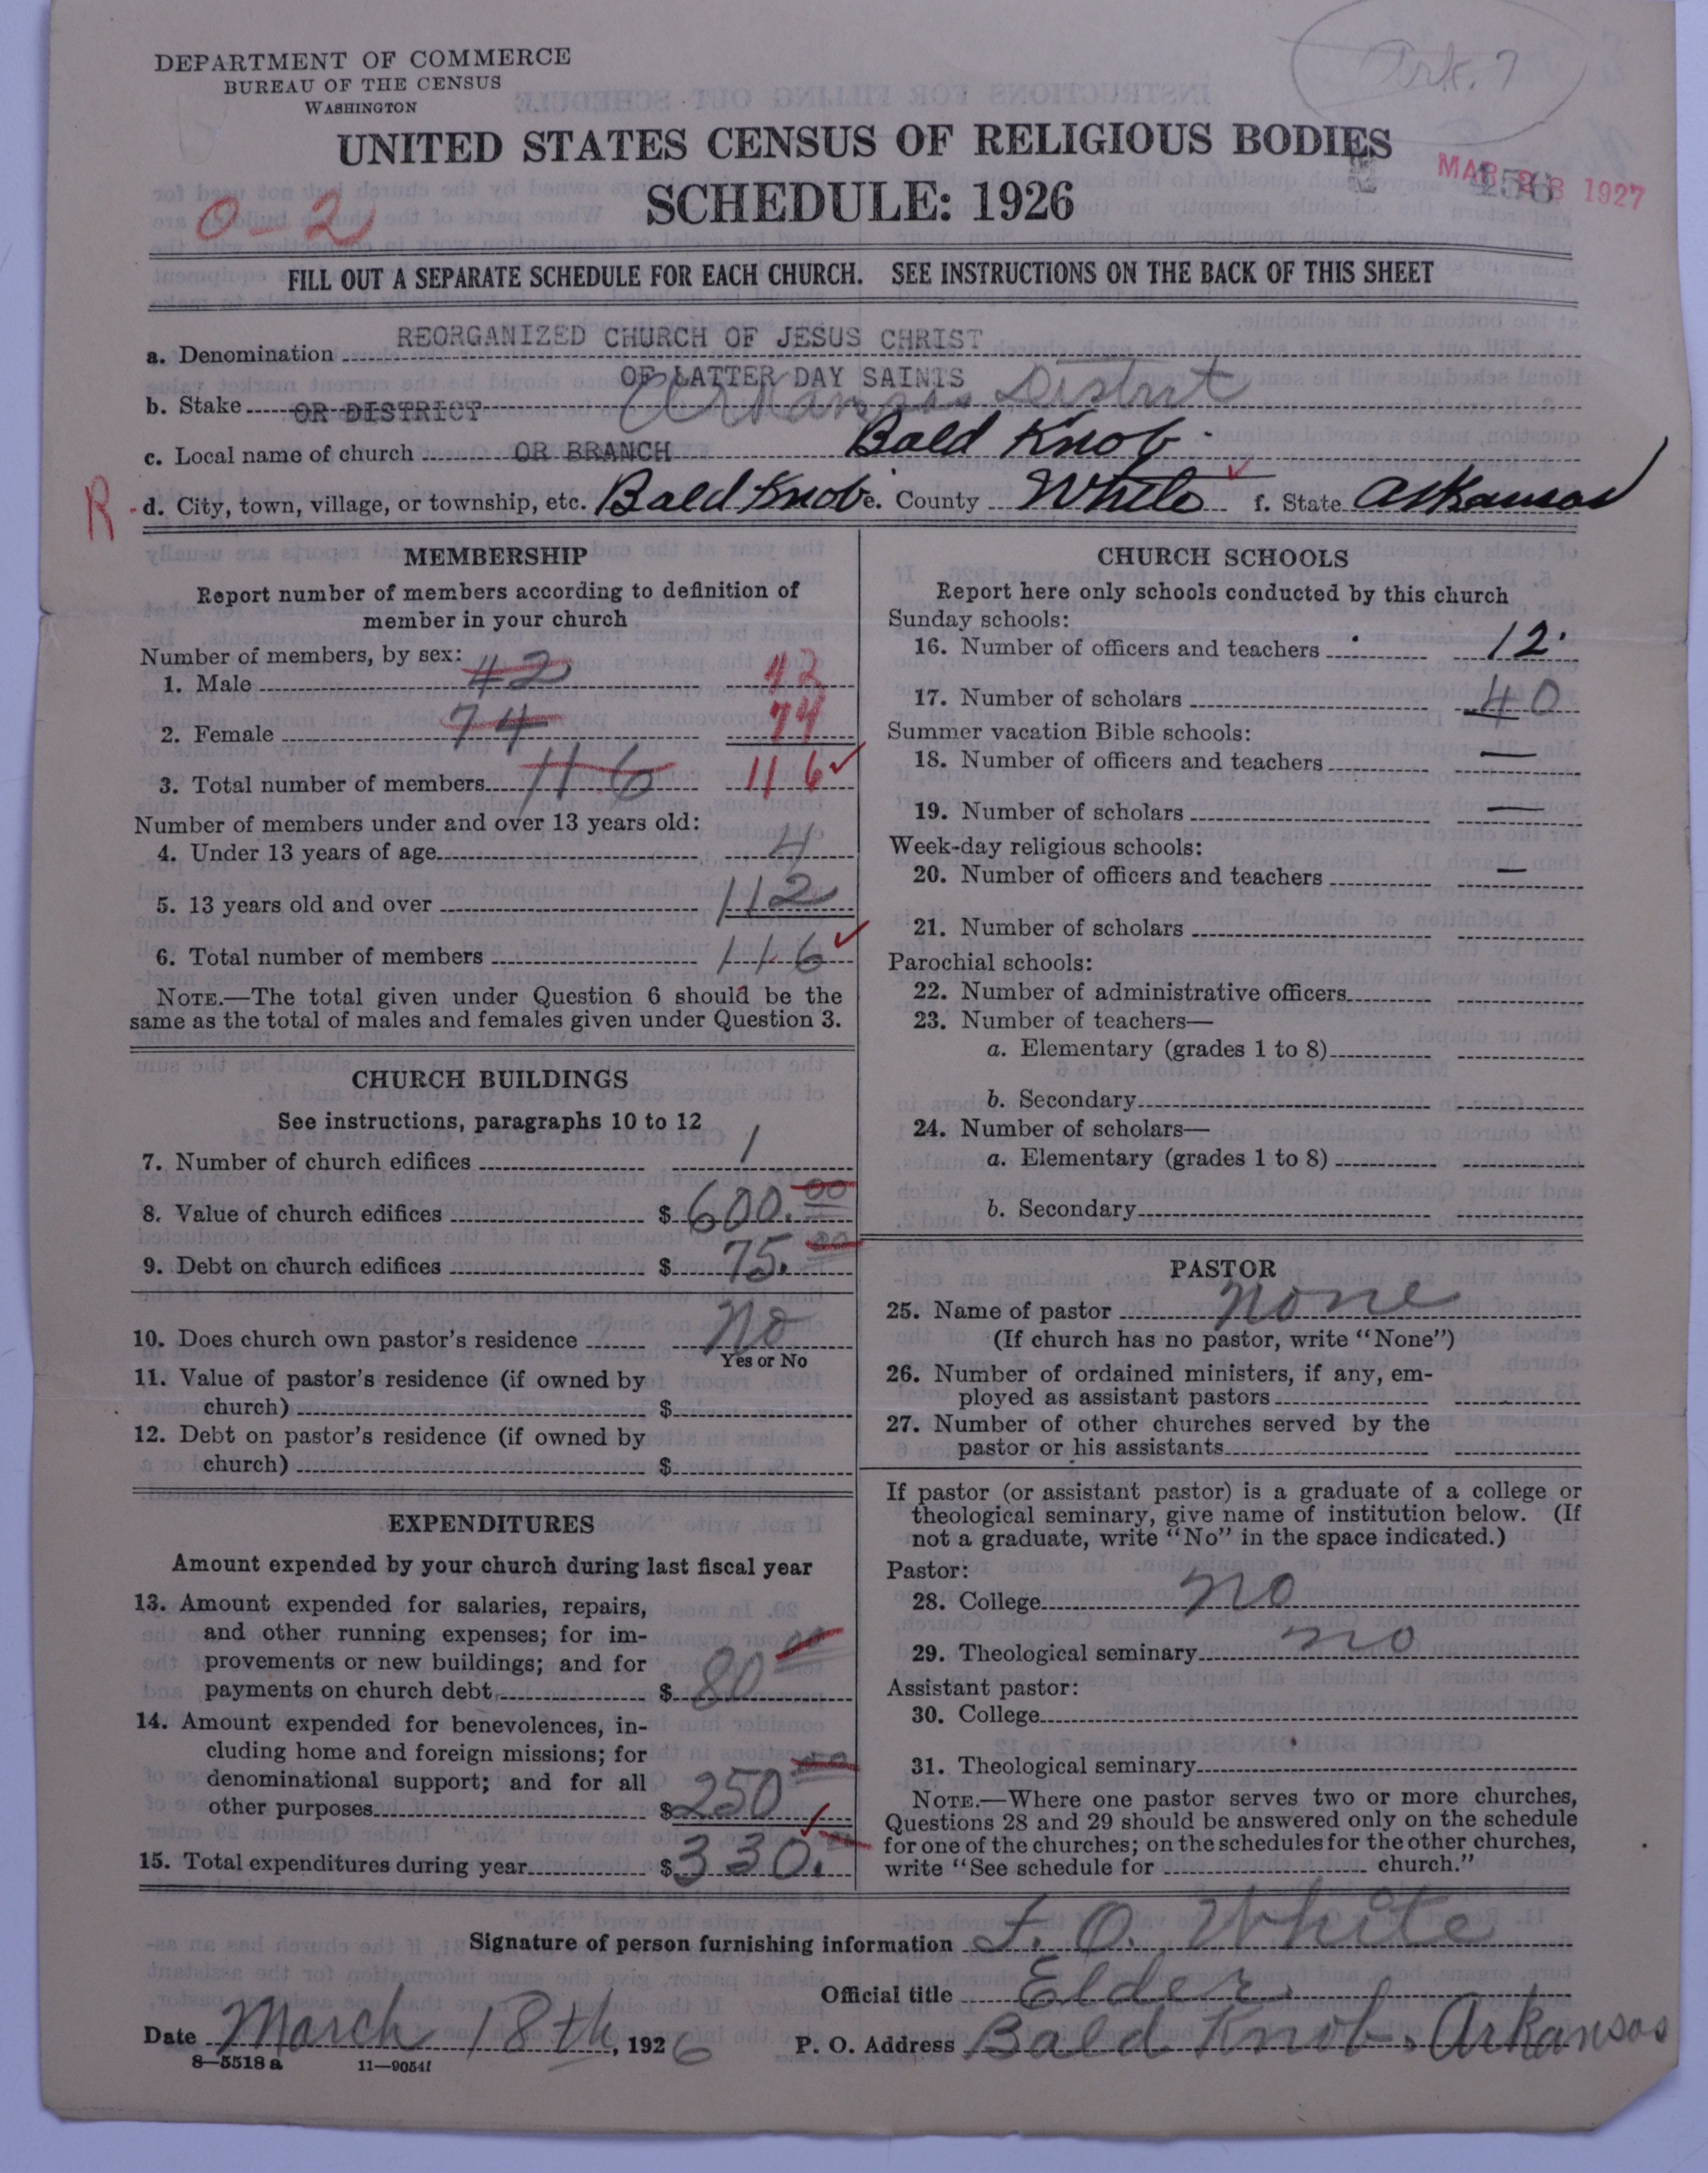 DEPARTMENT OF COMMERCE
BUREAU OF THE CENSUS
WASHINGTON
Ark. 7
UNITED STATES CENSUS OF RELIGIOUS BODIES
SCHEDULE: 1926
MAR 1927
0-2
FILL OUT A SEPARATE SCHEDULE FOR EACH CHURCH. SEE INSTRUCTIONS ON THE BACK OF THIS SHEET
a. Denomination REORGANIZED CHURCH OF JESUS CHRIST
OF LATTER DAY SAINTS
b. Stake OR DISTRICT Arkansas District
c. Local name of church OR BRANCH Bald Knob
R d. City, town, village, or township, etc. Bald Knob e. County White f. State Arkansas
MEMBERSHIP
Report number of members according to definition of
member in your church
Number of members, by sex:
1. Male 42 42
2. Female 74 74
3. Total number of members 116 116
Number of members under and over 13 years old:
4. Under 13 years of age 4
5. 13 years old and over 112
6. Total number of members 116
NOTE.—The total given under Question 6 should be the
same as the total of males and females given under Question 3.
CHURCH BUILDINGS
See instructions, paragraphs 10 to 12
7. Number of church edifices 1
8. Value of church edifices $ 600.00
9. Debt on church edifices $ 75.00
10. Does church own pastor's residence No
Yes or No
11. Value of pastor's residence (if owned by
church) $
12. Debt on pastor's residence (if owned by
church) $
EXPENDITURES
Amount expended by your church during last fiscal year
13. Amount expended for salaries, repairs,
and other running expenses; for im-
provements or new buildings; and for
payments on church debt $ 80 00
14. Amount expended for benevolences, in-
cluding home and foreign missions; for
denominational support; and for all
other purposes $ 250 00
15. Total expenditures during year $ 330.
CHURCH SCHOOLS
Report here only schools conducted by this church
Sunday schools:
16. Number of officers and teachers 12
17. Number of scholars 40
Summer vacation Bible schools:
18. Number of officers and teachers —
19. Number of scholars —
Week-day religious schools:
20. Number of officers and teachers —
21. Number of scholars
Parochial schools:
22. Number of administrative officers
23. Number of teachers—
a. Elementary (grades 1 to 8)
b. Secondary
24. Number of scholars—
a. Elementary (grades 1 to 8)
b. Secondary
PASTOR
25. Name of pastor None
(If church has no pastor, write "None")
26. Number of ordained ministers, if any, em-
ployed as assistant pastors
27. Number of other churches served by the
pastor or his assistants
If pastor (or assistant pastor) is a graduate of a college or
theological seminary, give name of institution below. (If
not a graduate, write "No" in the space indicated.)
Pastor:
28. College no
29. Theological seminary no
Assistant pastor:
30. College
31. Theological seminary
NOTE.—Where one pastor serves two or more churches,
Questions 28 and 29 should be answered only on the schedule
for one of the churches; on the schedules for the other churches,
write "See schedule for church."
Signature of person furnishing information J. O. White
Official title Elder
Date March 18th, 1926 P. O. Address Bald Knob, Arkansas
8—5518 a 11—9054f